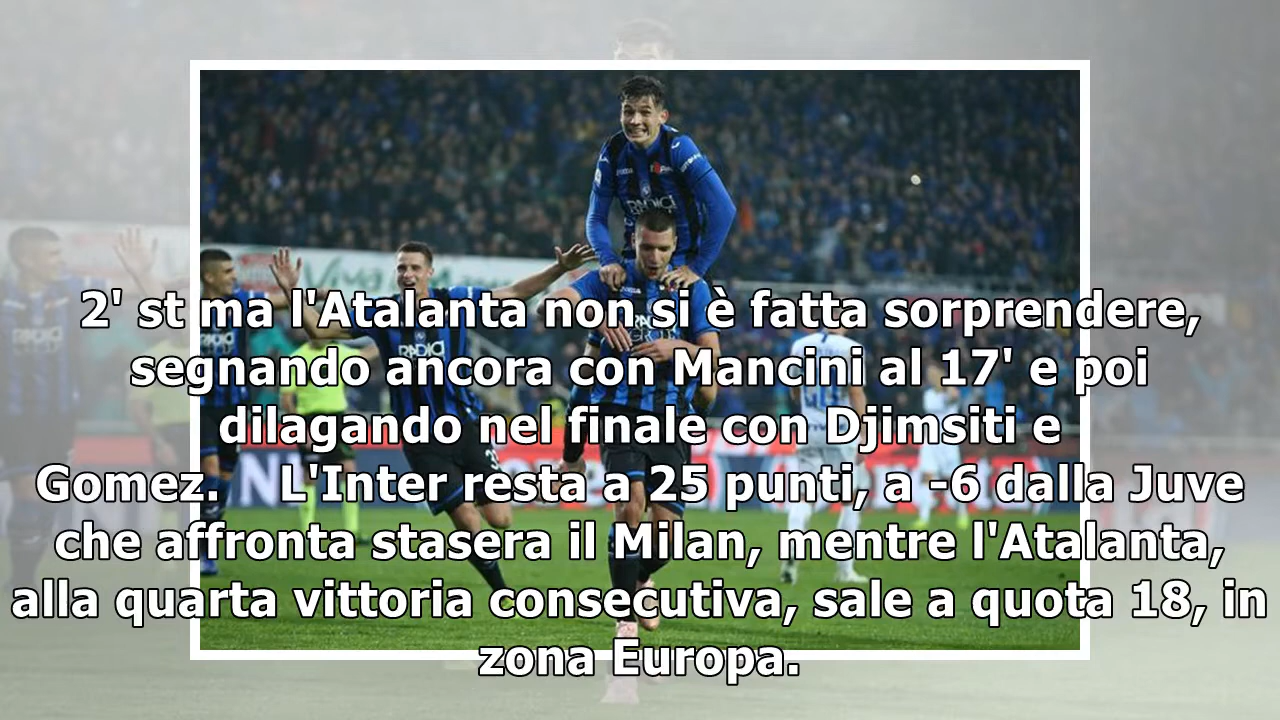 2' st ma l'Atalanta non si è fatta sorprendere,
segnando ancora con Mancini al 17' e poi
dilagando nel finale con Djimsiti e
Gomez. L'Inter resta a 25 punti, a -6 dalla Juve
che affronta stasera il Milan, mentre l'Atalanta,
alla quarta vittoria consecutiva, sale a quota 18, in
zona Europa.
RADICI
RADICI